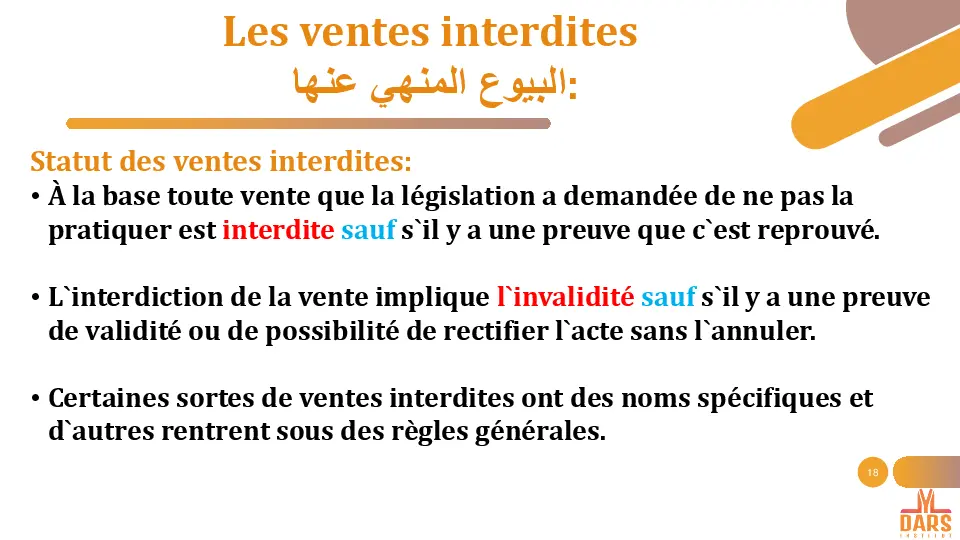 Les ventes interdites
البيوع المنهي عنها:
Statut des ventes interdites:
• À la base toute vente que la législation a demandée de ne pas la
pratiquer est interdite sauf s`il y a une preuve que c`est reprouvé.
• L`interdiction de la vente implique l`invalidité sauf s`il y a une preuve
de validité ou de possibilité de rectifier l`acte sans l`annuler.
• Certaines sortes de ventes interdites ont des noms spécifiques et
d`autres rentrent sous des règles générales.
18
DARS
INSTITUT